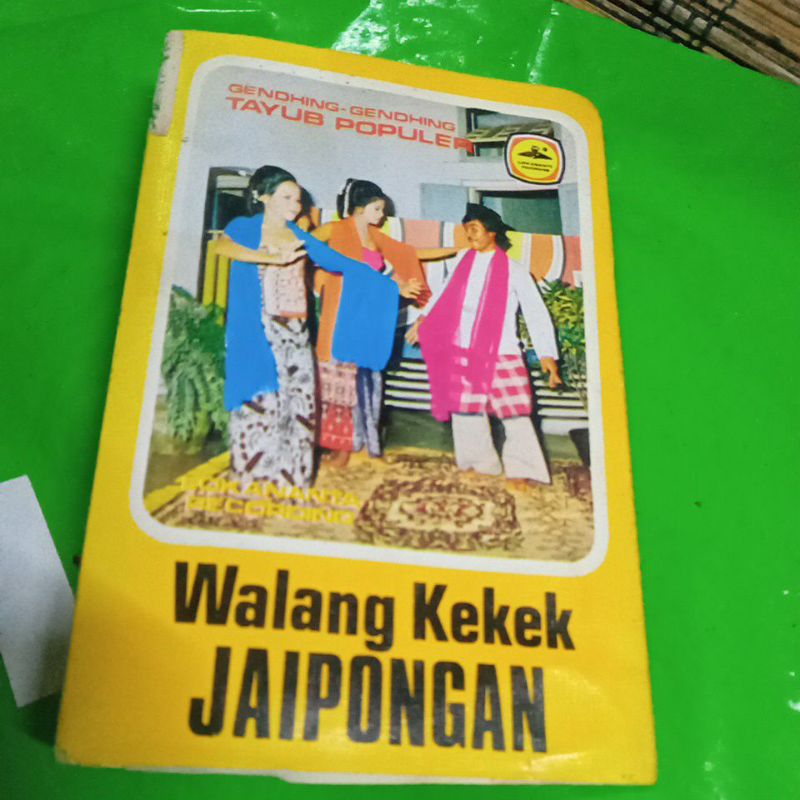 GENDHING-GENDHING
TAYUB POPULER
LOKANANTA
RECORDING
Walang Kekek
JAIPONGAN